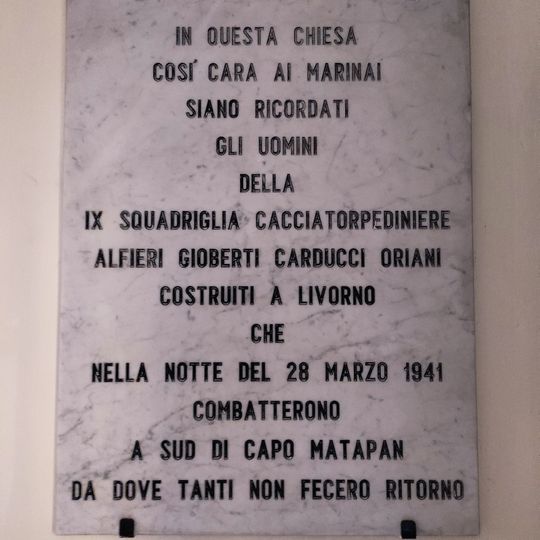 IN QUESTA CHIESA
COSI´ CARA AI MARINAI
SIANO RICORDATI
GLI UOMINI
DELLA
IX SQUADRIGLIA CACCIATORPEDINIERE
ALFIERI GIOBERTI CARDUCCI ORIANI
COSTRUITI A LIVORNO
CHE
NELLA NOTTE DEL 28 MARZO 1941
COMBATTERONO
A SUD DI CAPO MATAPAN
DA DOVE TANTI NON FECERO RITORNO